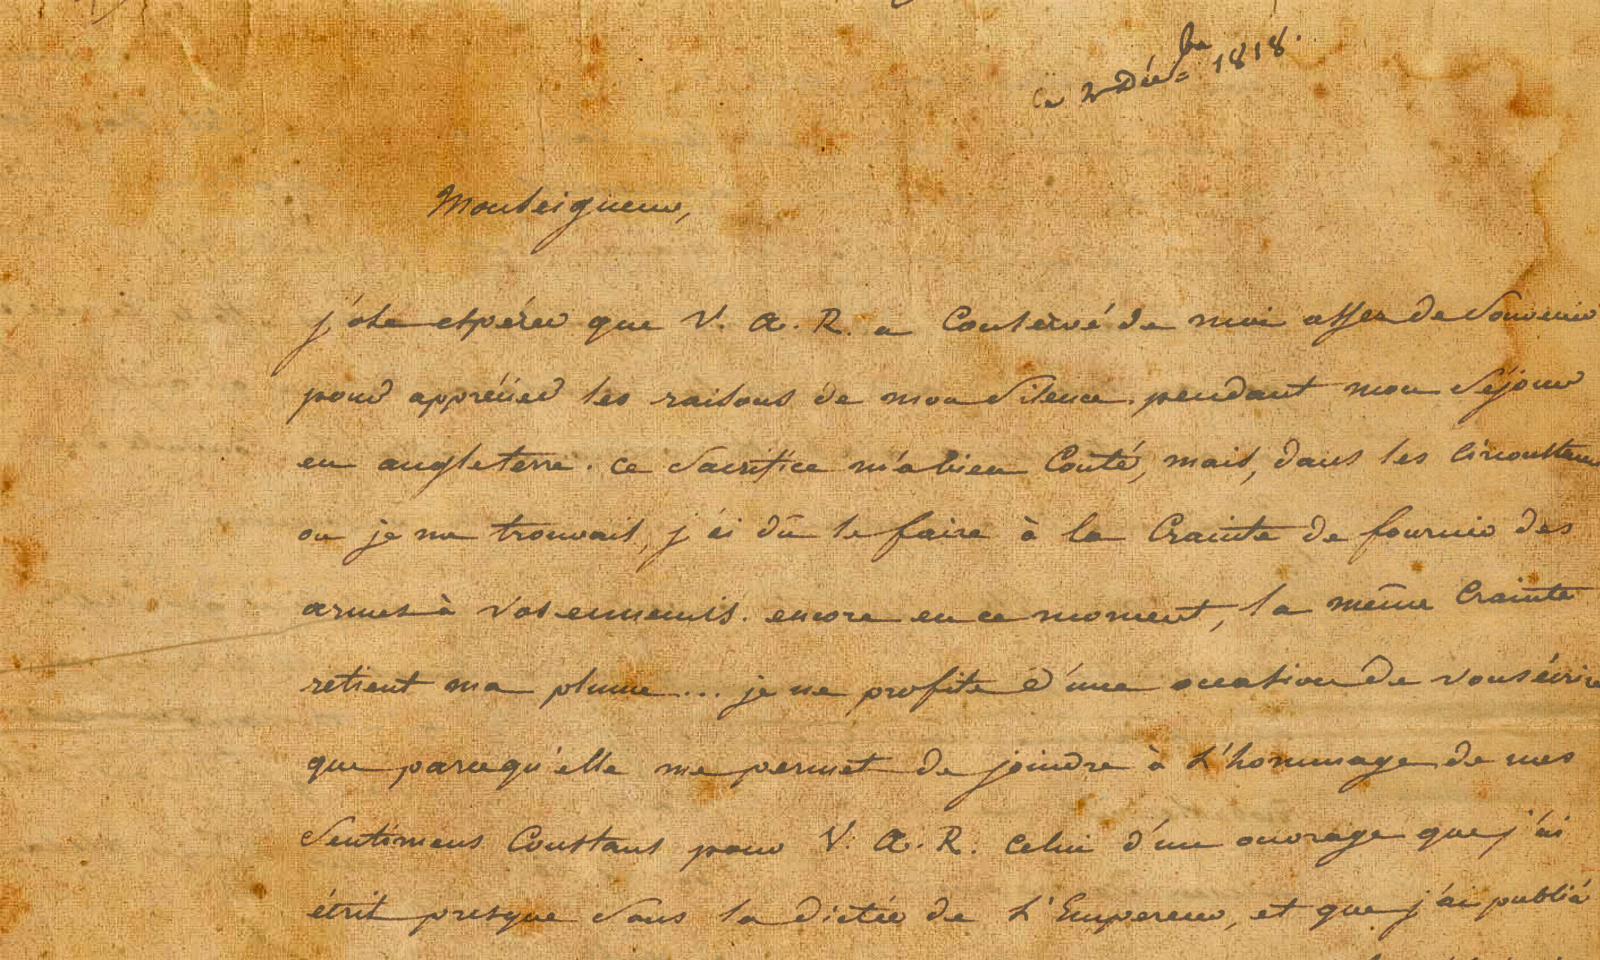 ce 2 Décbre 1818.
Monseigneur,
j'ose espérer que V. A. R. a Conservé de moi assez de Souvenir
pour apprécier les raisons de mon Silence pendant mon Séjour
en angleterre. ce Sacrifice m'a bien Couté, mais, dans les Circonstances
ou je me trouvais, j'ai dû le faire à la Crainte de fournir des
armes à vos ennemis. encore en ce moment, la même Crainte
retient ma plume... je ne profite d'une occasion de vous écrire
que parcequ'elle me permet de joindre à L'hommage de mes
Sentimens Constans pour V. A. R. Celui d'un ouvrage que j'ai
écrit presque Sous la dictée de L'Empereur, et que j'ai publié